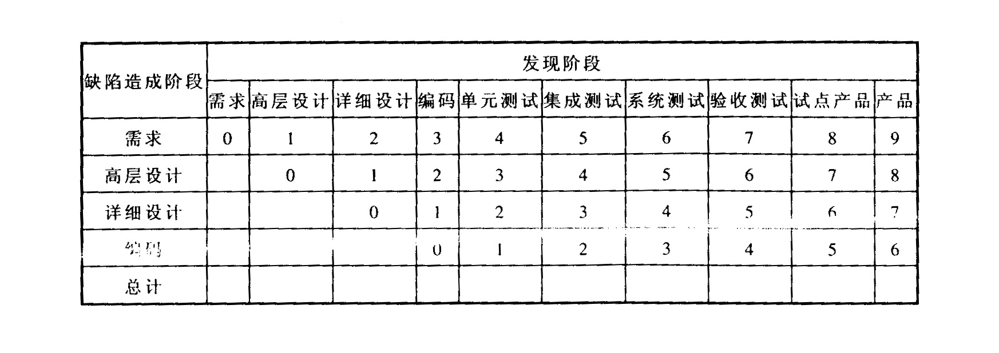 发现阶段
缺陷造成阶段
需求 高层设计 详细设计 编码 单元测试 集成测试 系统测试 验收测试 试点产品 产品
需求 0 1 2 3 4 5 6 7 8 9
高层设计 0 1 2 3 4 5 6 7 8
详细设计 0 1 2 3 4 5 6 7
编码 0 1 2 3 4 5 6
总计